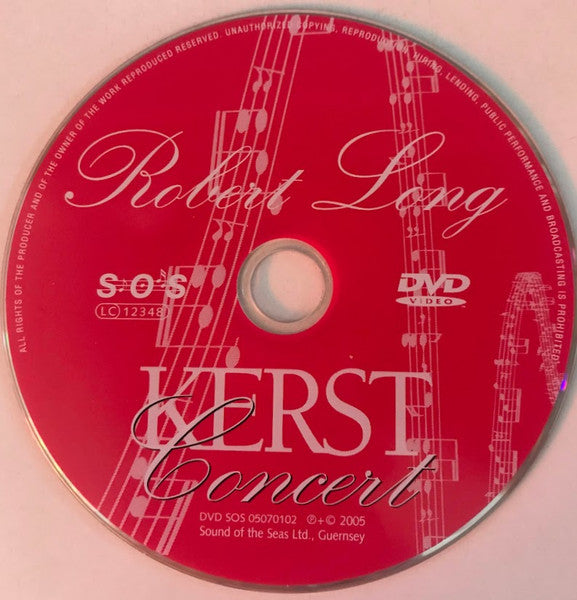 ALL RIGHTS OF THE PRODUCER AND OF THE OWNER OF THE WORK REPRODUCED RESERVED. UNAUTHORIZED COPYING, REPRODUCTION, HIRING, LENDING, PUBLIC PERFORMANCE AND BROADCASTING IS PROHIBITED!
Robert Long
SOS
LC 12348
DVD
VIDEO
KERST
Concert
DVD SOS 05070102 ℗+© 2005
Sound of the Seas Ltd., Guernsey